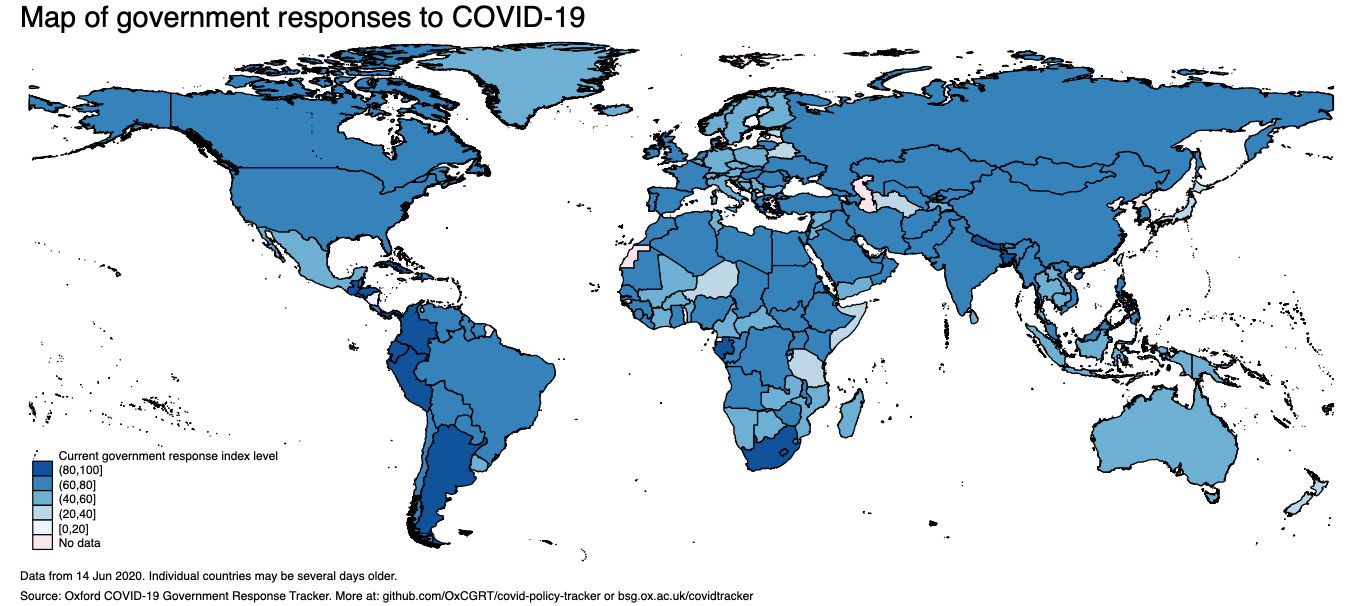 Map of government responses to COVID-19
Current government response index level
(80,100]
(60,80]
(40,60]
(20,40]
[0,20]
No data
Data from 14 Jun 2020. Individual countries may be several days older.
Source: Oxford COVID-19 Government Response Tracker. More at: github.com/OxCGRT/covid-policy-tracker or bsg.ox.ac.uk/covidtracker